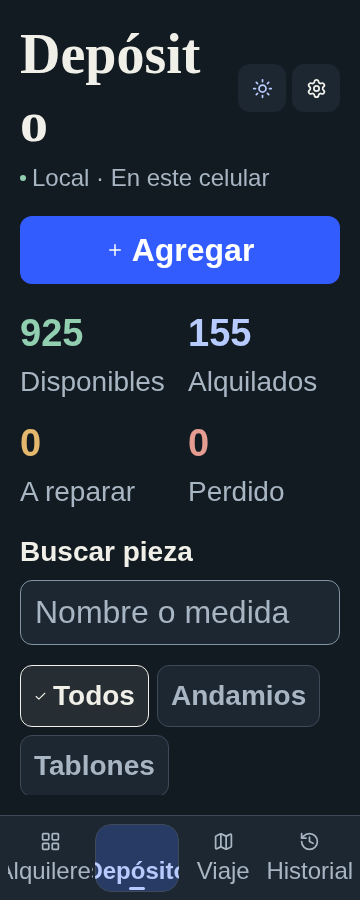 Depósit
o
Local · En este celular
+ Agregar
925 155
Disponibles Alquilados
0 0
A reparar Perdido
Buscar pieza
Nombre o medida
Todos Andamios
Tablones
Alquileres Depósito Viaje Historial